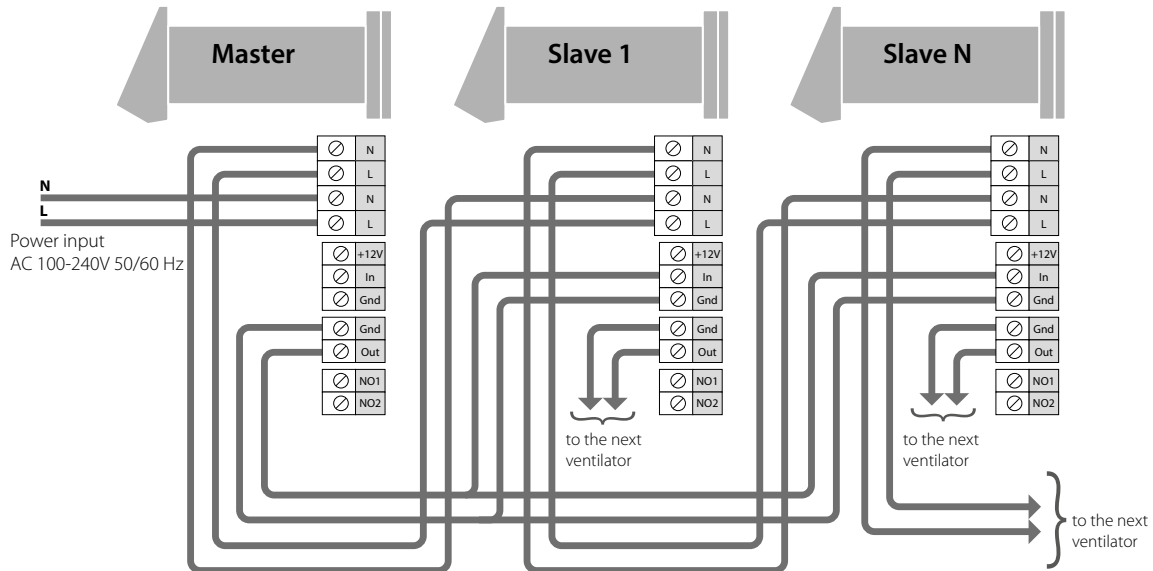 Master
Slave 1
Slave N
N
L
N
L
+12V
In
Gnd
Gnd
Out
NO1
NO2
N
L
N
L
+12V
In
Gnd
Gnd
Out
NO1
NO2
N
L
N
L
+12V
In
Gnd
Gnd
Out
NO1
NO2
N
L
Power input
AC 100-240V 50/60 Hz
to the next
ventilator
to the next
ventilator
to the next
ventilator